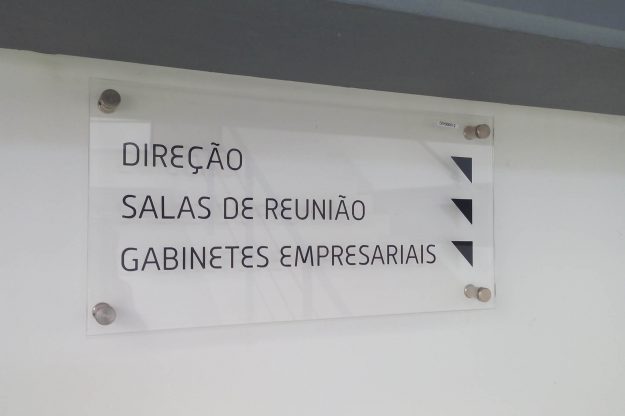 DIREÇÃO
SALAS DE REUNIÃO
GABINETES EMPRESARIAIS